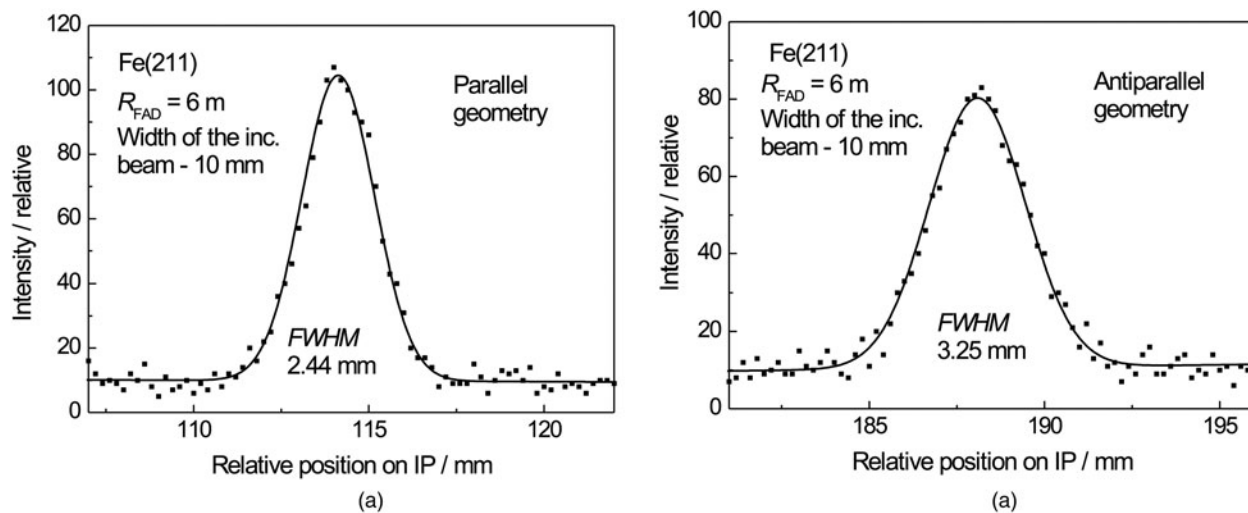 120
100
80
60
40
20
0
Intensity / relative
Fe(211)
R_FAD = 6 m
Width of the inc.
beam - 10 mm
Parallel
geometry
FWHM
2.44 mm
110
115
120
Relative position on IP / mm
(a)
100
80
60
40
20
0
Intensity / relative
Fe(211)
R_FAD = 6 m
Width of the inc.
beam - 10 mm
Antiparallel
geometry
FWHM
3.25 mm
185
190
195
Relative position on IP / mm
(a)